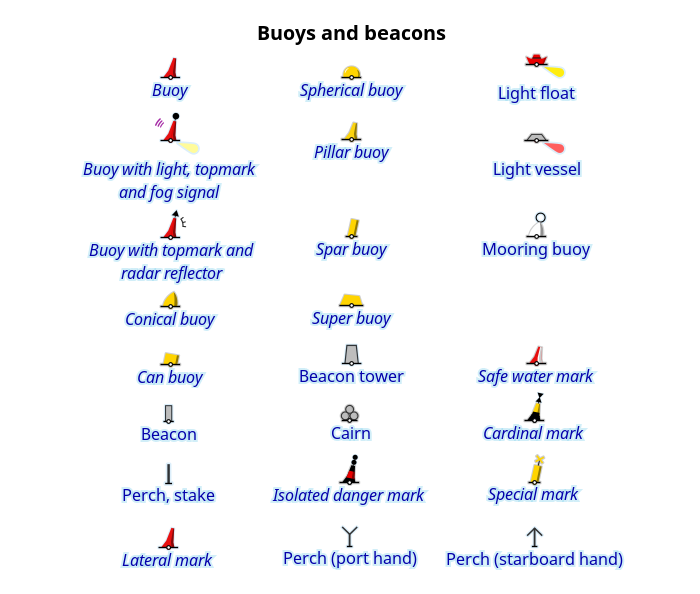 Buoys and beacons
Buoy
Spherical buoy
Light float
Buoy with light, topmark
and fog signal
Pillar buoy
Light vessel
Buoy with topmark and
radar reflector
Spar buoy
Mooring buoy
Conical buoy
Super buoy
Can buoy
Beacon tower
Safe water mark
Beacon
Cairn
Cardinal mark
Perch, stake
Isolated danger mark
Special mark
Lateral mark
Perch (port hand)
Perch (starboard hand)